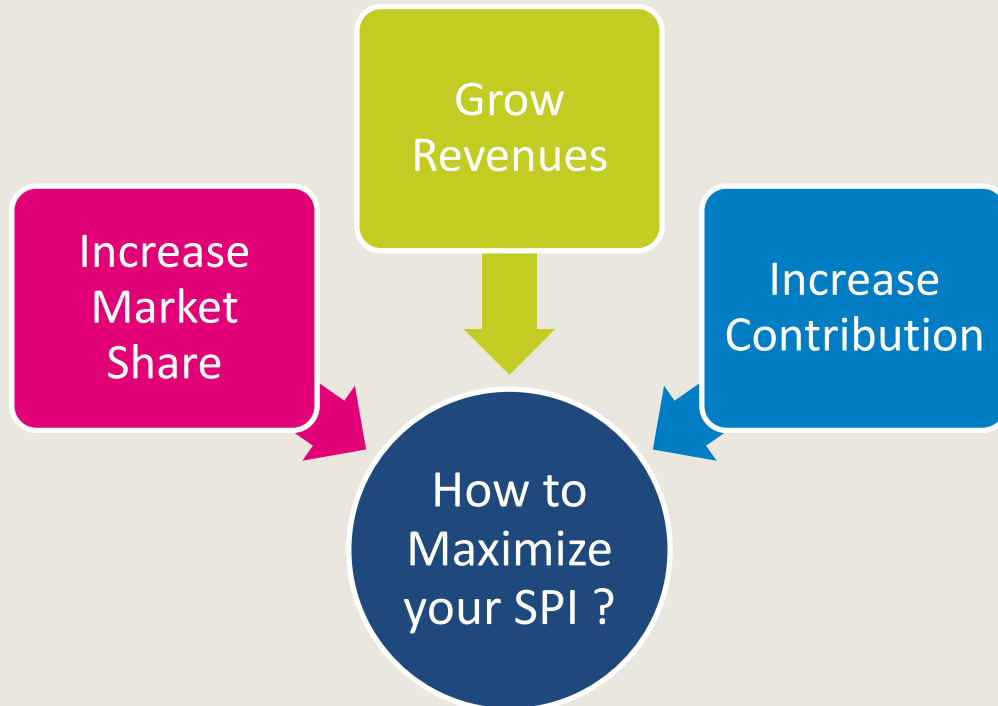 Grow
Revenues
Increase
Market
Share
Increase
Contribution
How to
Maximize
your SPI ?